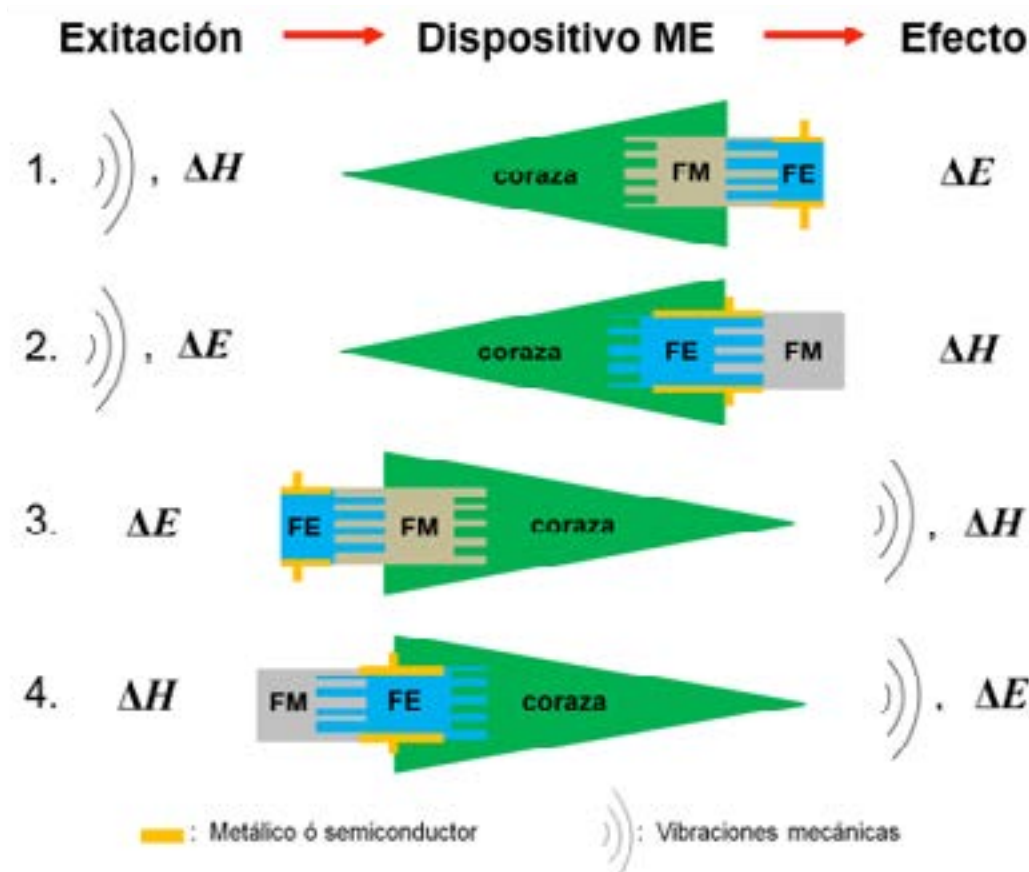 Exitación Dispositivo ME Efecto
1. , ΔH coraza FM FE ΔE
2. , ΔE coraza FE FM ΔH
3. ΔE FE FM coraza , ΔH
4. ΔH FM FE coraza , ΔE
: Metálico ó semiconductor : Vibraciones mecánicas